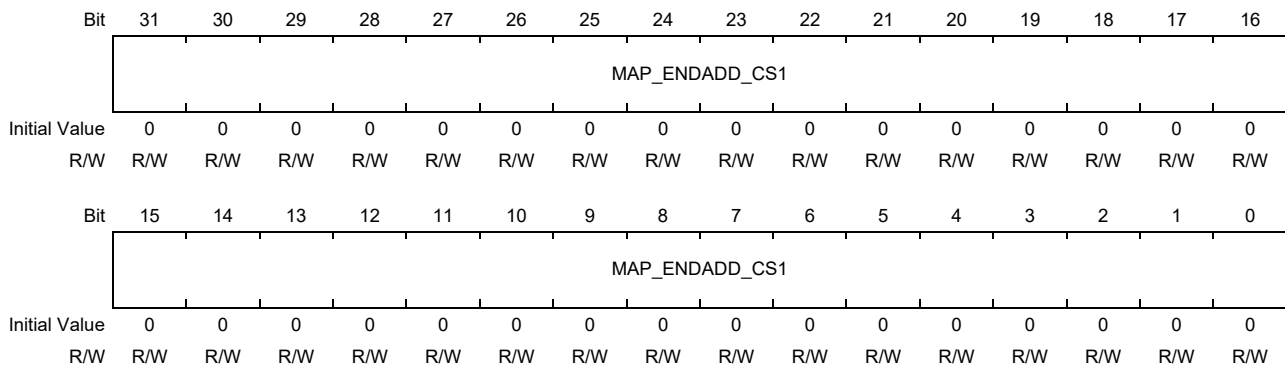 Bit 31 30 29 28 27 26 25 24 23 22 21 20 19 18 17 16
MAP_ENDADD_CS1
Initial Value 0 0 0 0 0 0 0 0 0 0 0 0 0 0 0 0
R/W R/W R/W R/W R/W R/W R/W R/W R/W R/W R/W R/W R/W R/W R/W R/W R/W
Bit 15 14 13 12 11 10 9 8 7 6 5 4 3 2 1 0
MAP_ENDADD_CS1
Initial Value 0 0 0 0 0 0 0 0 0 0 0 0 0 0 0 0
R/W R/W R/W R/W R/W R/W R/W R/W R/W R/W R/W R/W R/W R/W R/W R/W R/W